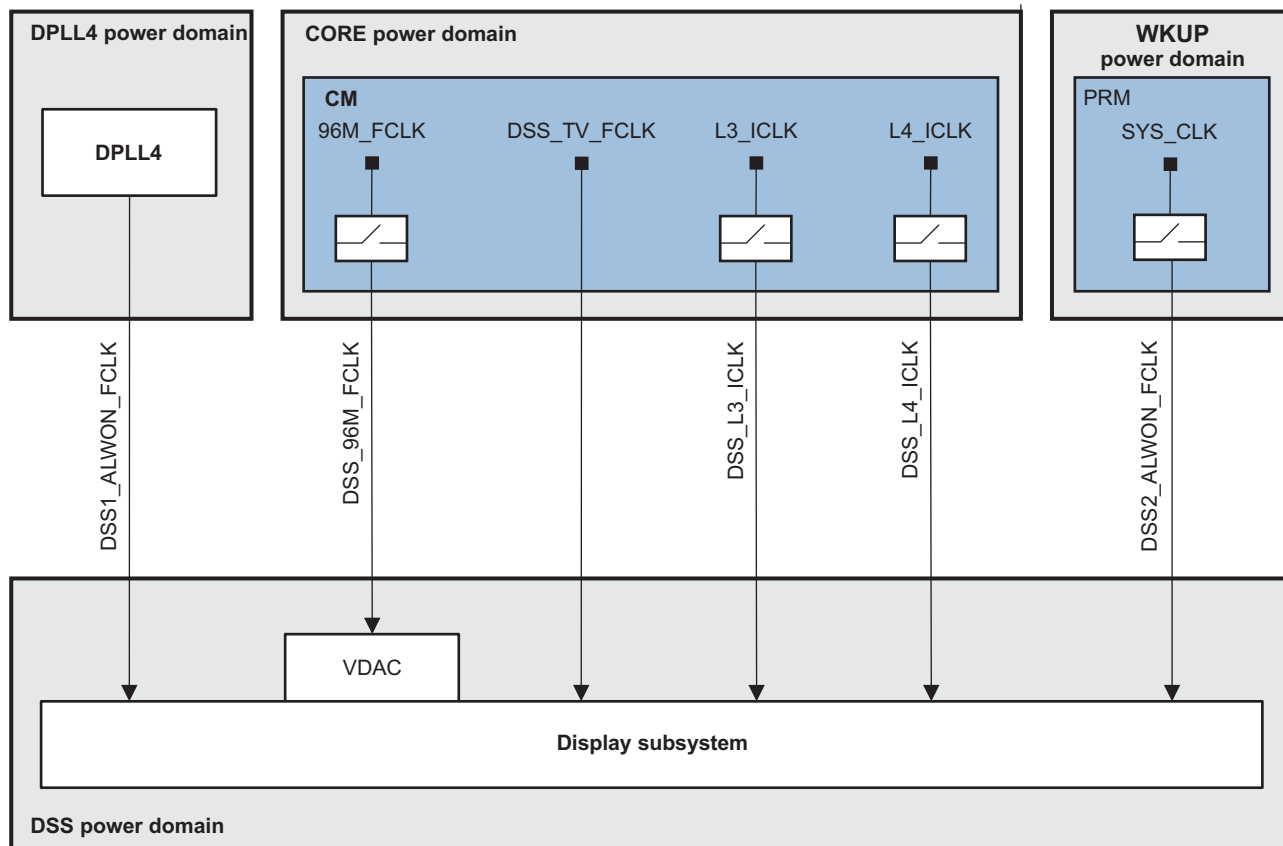 DPLL4 power domain
DPLL4
CORE power domain
CM
96M_FCLK
DSS_TV_FCLK
L3_ICLK
L4_ICLK
WKUP
power domain
PRM
SYS_CLK
DSS1_ALWON_FCLK
DSS_96M_FCLK
DSS_L3_ICLK
DSS_L4_ICLK
DSS2_ALWON_FCLK
VDAC
Display subsystem
DSS power domain